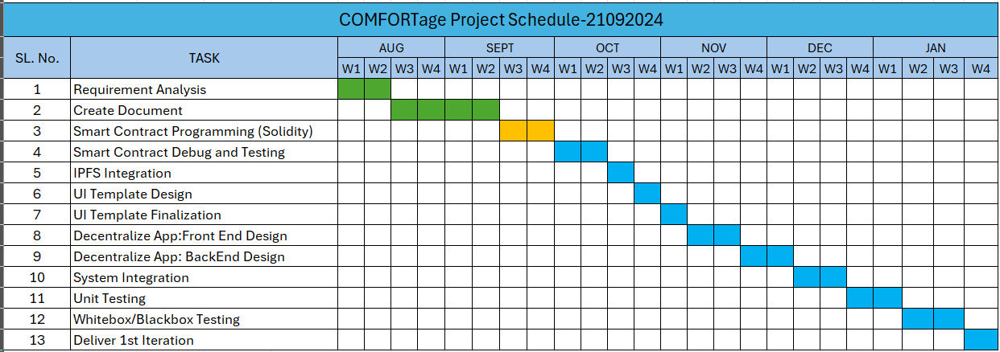 COMFORTage Project Schedule-21092024
SL. No. TASK AUG SEPT OCT NOV DEC JAN
W1 W2 W3 W4 W1 W2 W3 W4 W1 W2 W3 W4 W1 W2 W3 W4 W1 W2 W3 W4 W1 W2 W3 W4
1 Requirement Analysis
2 Create Document
3 Smart Contract Programming (Solidity)
4 Smart Contract Debug and Testing
5 IPFS Integration
6 UI Template Design
7 UI Template Finalization
8 Decentralize App:Front End Design
9 Decentralize App: BackEnd Design
10 System Integration
11 Unit Testing
12 Whitebox/Blackbox Testing
13 Deliver 1st Iteration